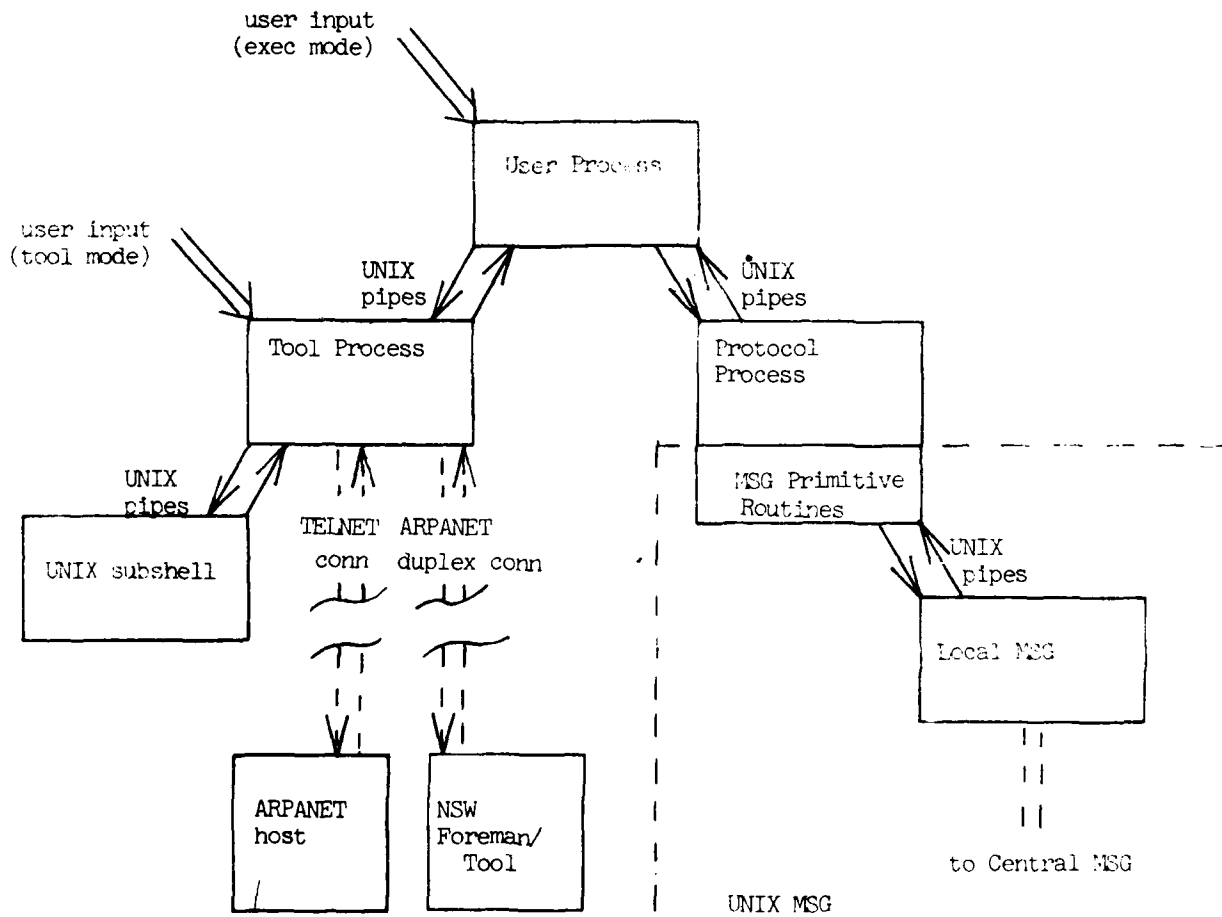 user input
(exec mode)
User Process
user input
(tool mode)
UNIX
pipes
UNIX
pipes
Tool Process
Protocol
Process
UNIX
pipes
MSG Primitive
Routines
TELNET
conn
ARPANET
duplex conn
UNIX
pipes
UNIX subshell
Local MSG
ARPANET
host
NSW
Foreman/
Tool
to Central MSG
UNIX MSG